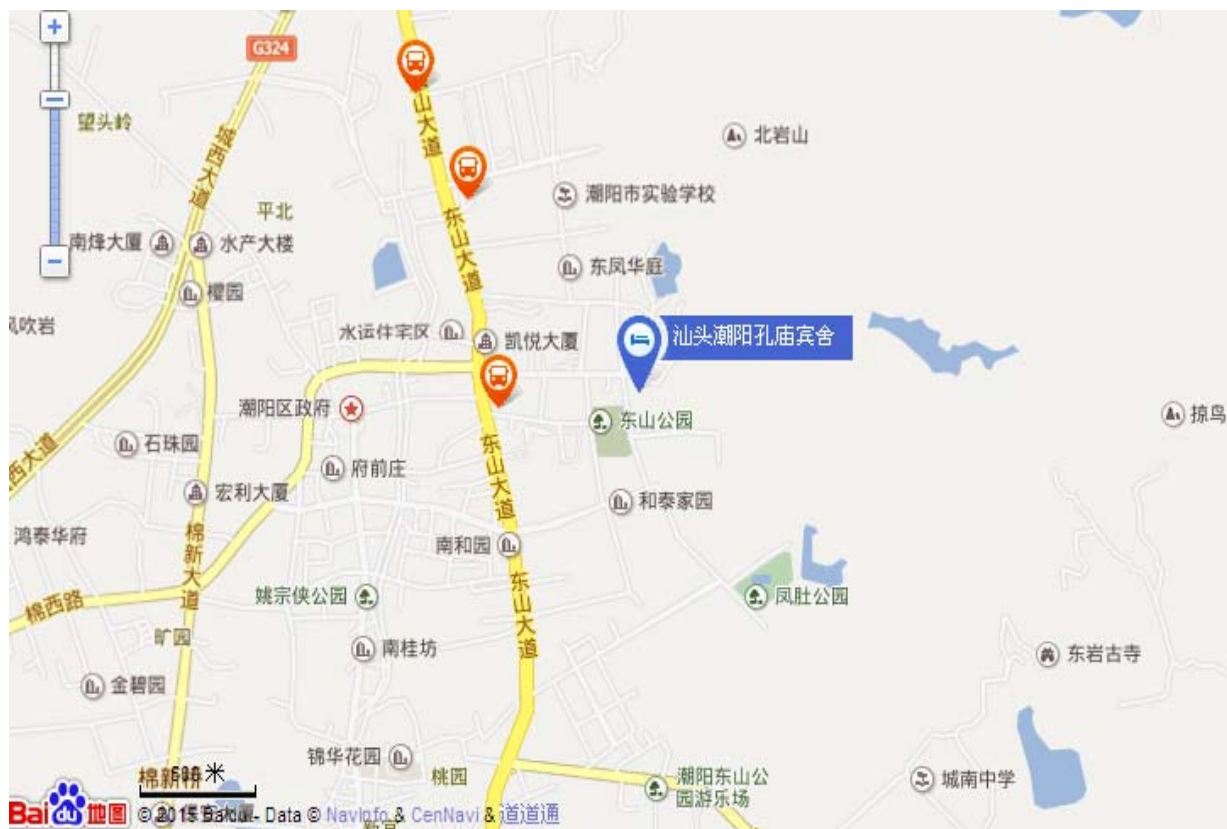 G324
山大道
望头岭
城西大道
北岩山
潮阳市实验学校
平北
东山大道
南烽大厦
水产大楼
东凤华庭
樱园
风吹岩
水运住宅区
凯悦大厦
汕头潮阳孔庙宾舍
潮阳区政府
东山公园
掠鸟
石珠园
西大道
府前庄
东山大道
宏利大厦
和泰家园
鸿泰华府
棉新大道
南和园
棉西路
姚宗侠公园
东山大道
凤肚公园
旷园
南桂坊
东岩古寺
金碧园
锦华花园
桃园
潮阳东山公
园游乐场
城南中学
米
Bai du 地图
© 2015 Baidu - Data © NavInfo & CenNavi & 道道通